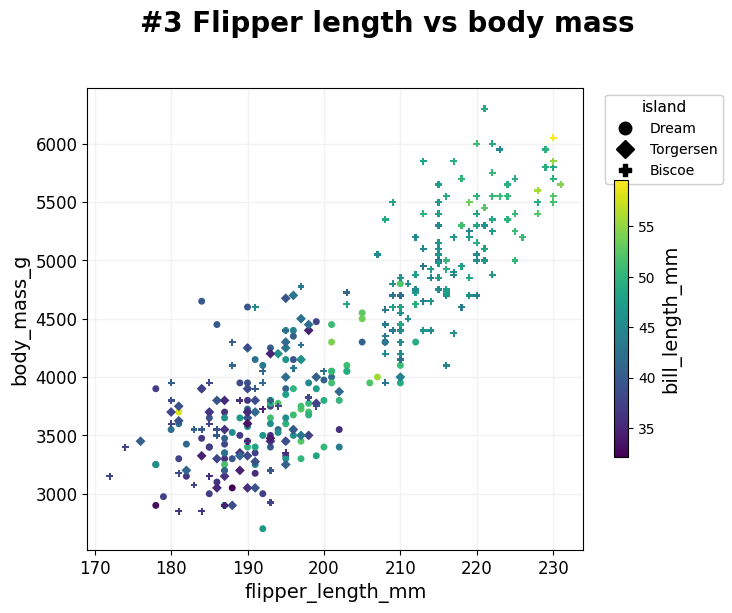 #3 Flipper length vs body mass
island
Dream
Torgersen
Biscoe
6000
5500
5000
4500
4000
3500
3000
body_mass_g
170
180
190
200
210
220
230
flipper_length_mm
55
50
45
40
35
bill_length_mm